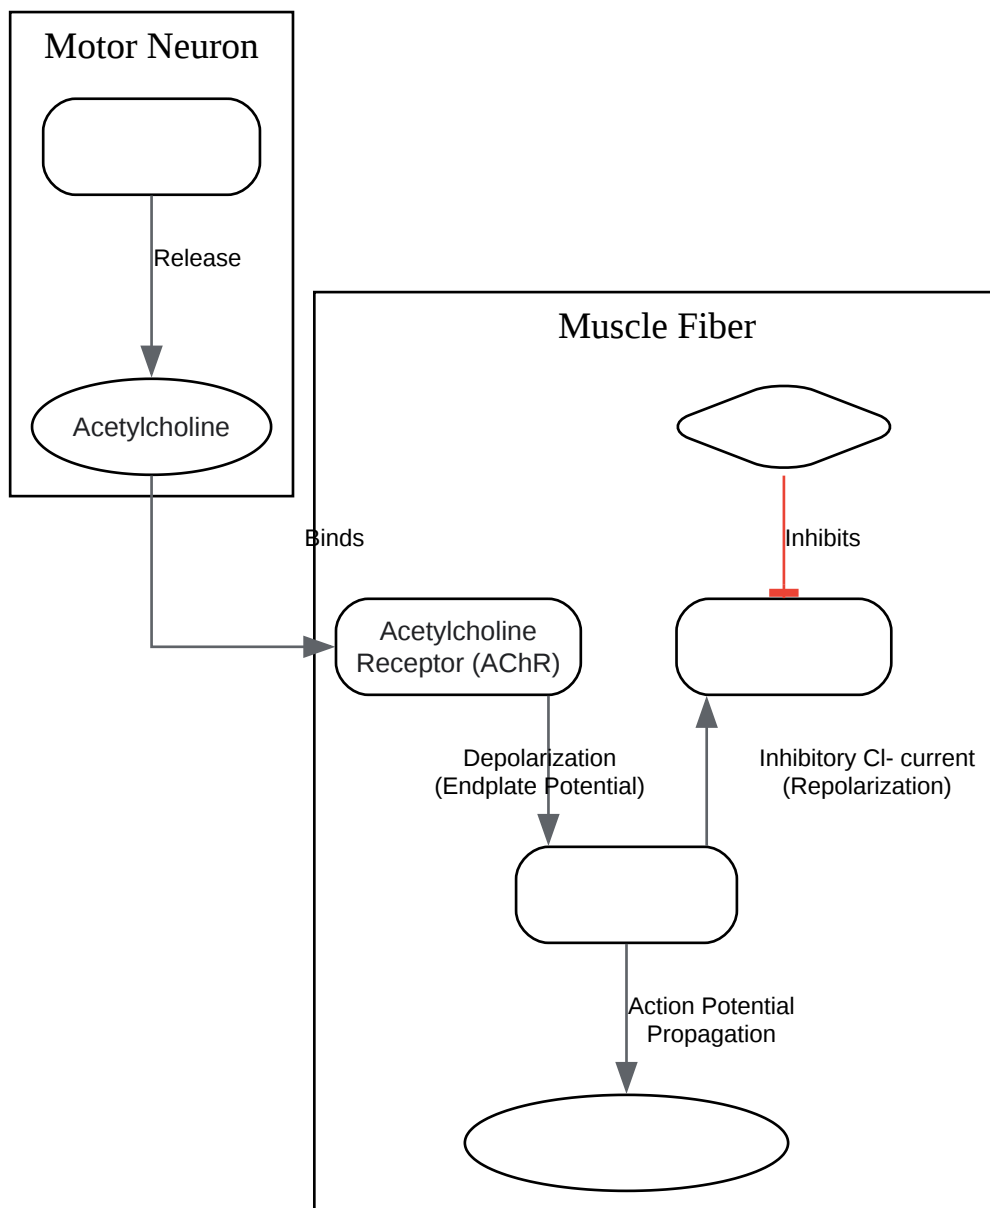 Motor Neuron
Release
Acetylcholine
Muscle Fiber
Binds
Inhibits
Acetylcholine
Receptor (AChR)
Depolarization
(Endplate Potential)
Inhibitory Cl- current
(Repolarization)
Action Potential
Propagation